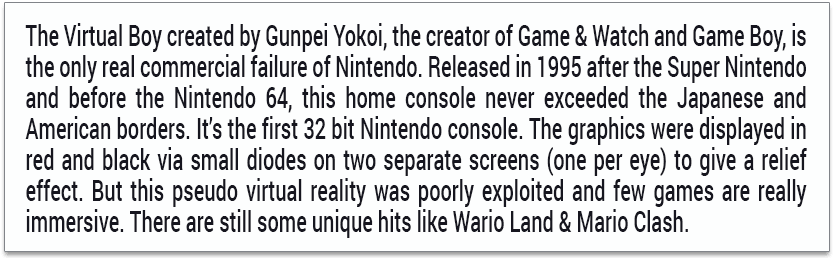 The Virtual Boy created by Gunpei Yokoi, the creator of Game & Watch and Game Boy, is
the only real commercial failure of Nintendo. Released in 1995 after the Super Nintendo
and before the Nintendo 64, this home console never exceeded the Japanese and
American borders. It's the first 32 bit Nintendo console. The graphics were displayed in
red and black via small diodes on two separate screens (one per eye) to give a relief
effect. But this pseudo virtual reality was poorly exploited and few games are really
immersive. There are still some unique hits like Wario Land & Mario Clash.